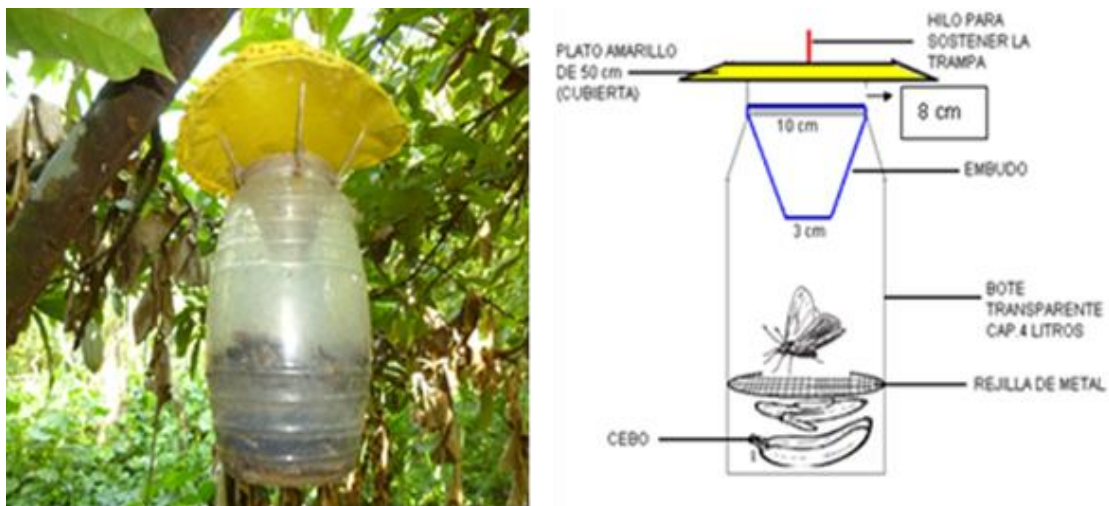 HILO PARA
SOSTENER LA
TRAMPA
PLATO AMARILLO
DE 50 cm
(CUBIERTA)
8 cm
10 cm
EMBUDO
3 cm
BOTE
TRANSPARENTE
CAP.4 LITROS
REJILLA DE METAL
CEBO